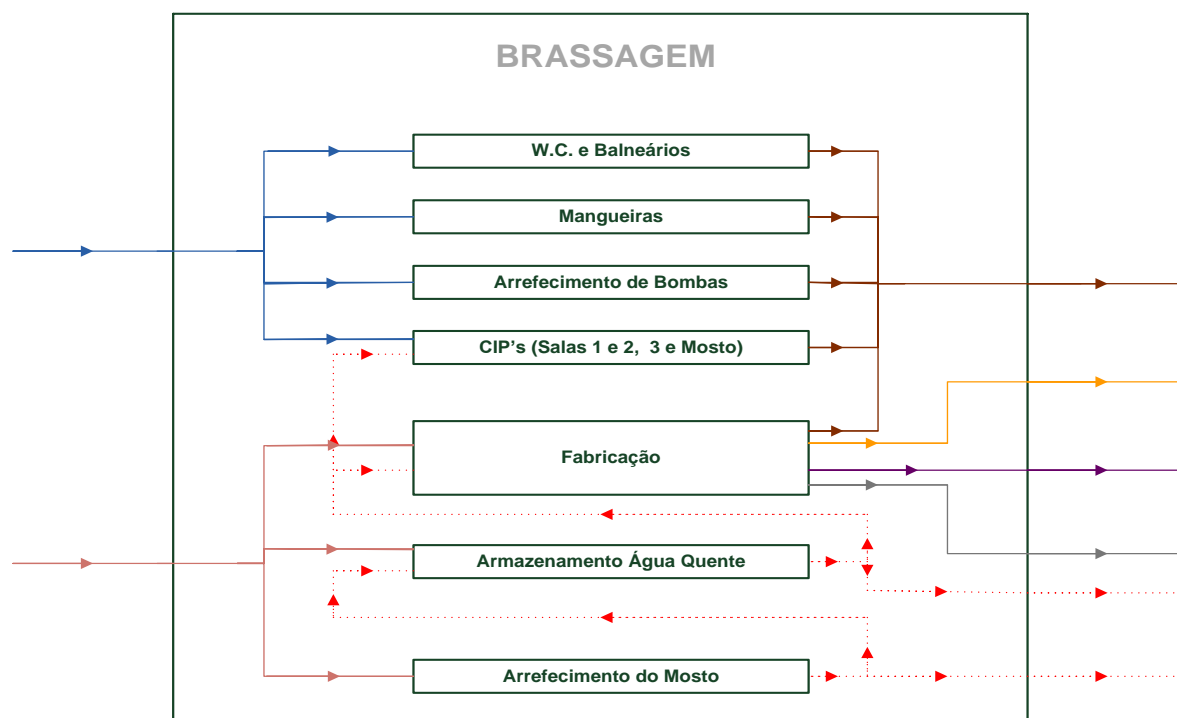 BRASSAGEM
W.C. e Balneários
Mangueiras
Arrefecimento de Bombas
CIP's (Salas 1 e 2,  3 e Mosto)
Fabricação
Armazenamento Água Quente
Arrefecimento do Mosto